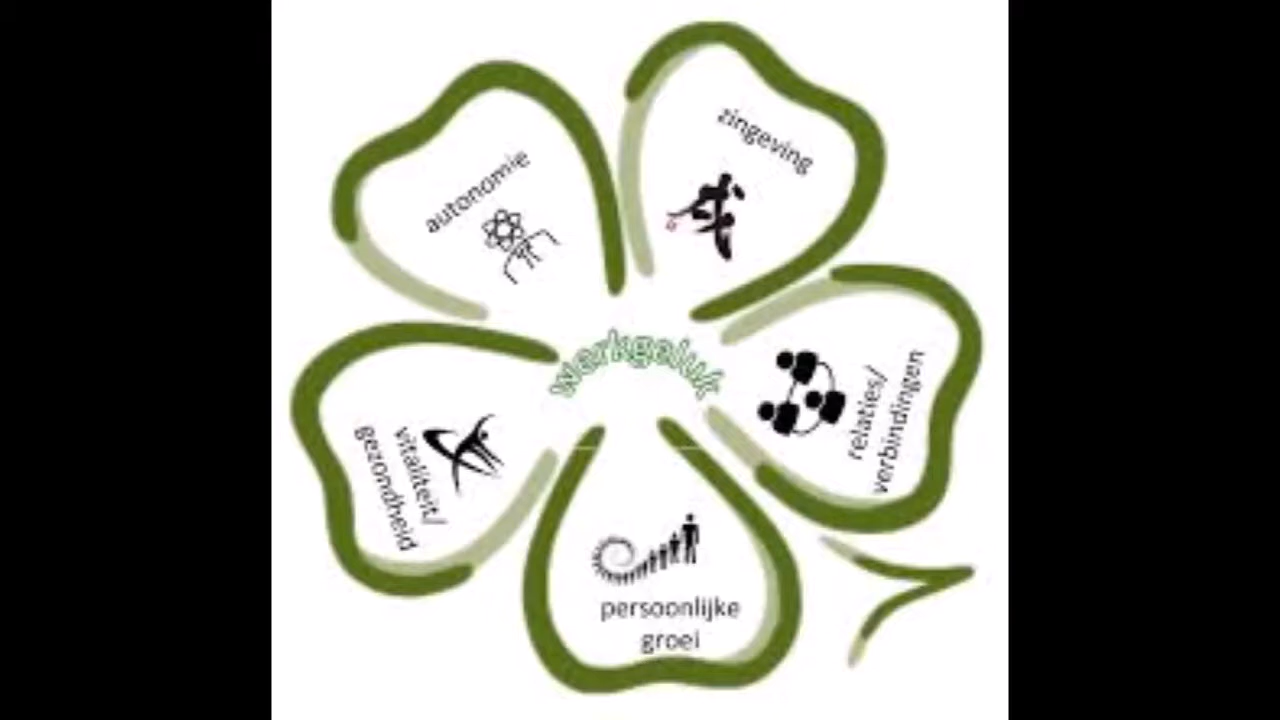 autonomie
zingeving
werkgeluk
relaties/
verbindingen
vitaliteit/
gezondheid
persoonlijke
groei